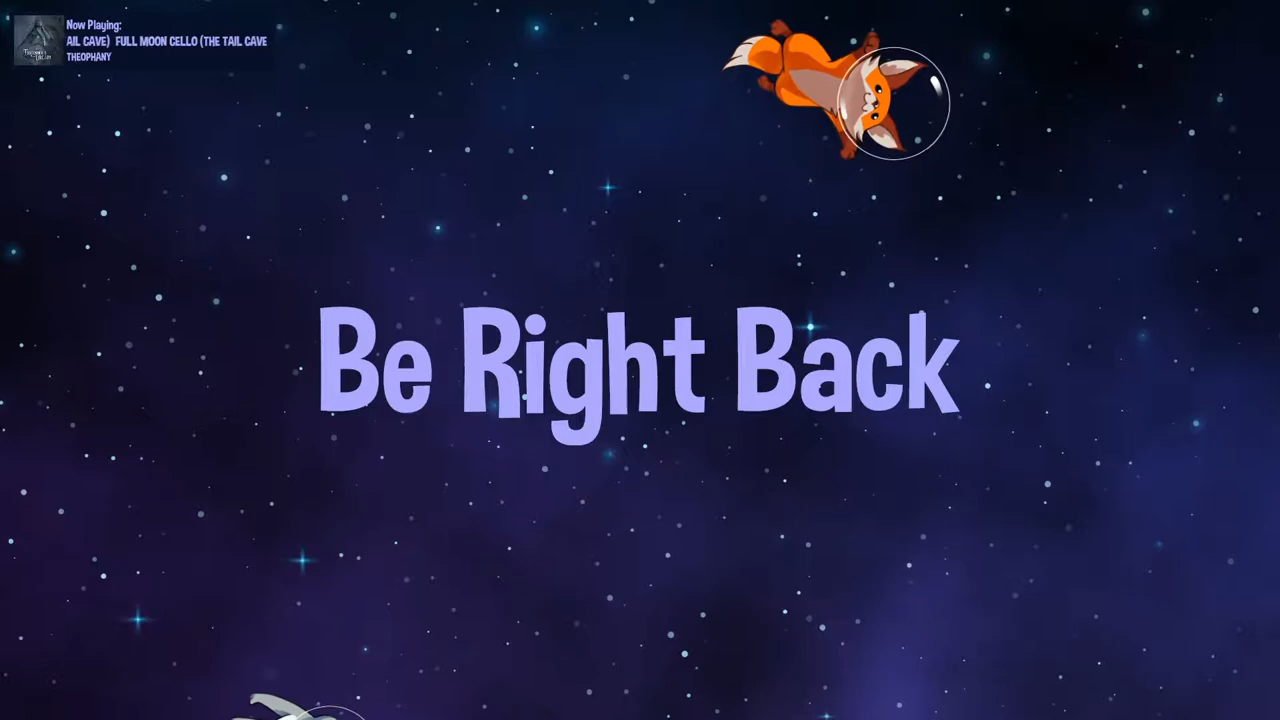 Now Playing:
AIL CAVE)  FULL MOON CELLO (THE TAIL CAVE
THEOPHANY
Be Right Back